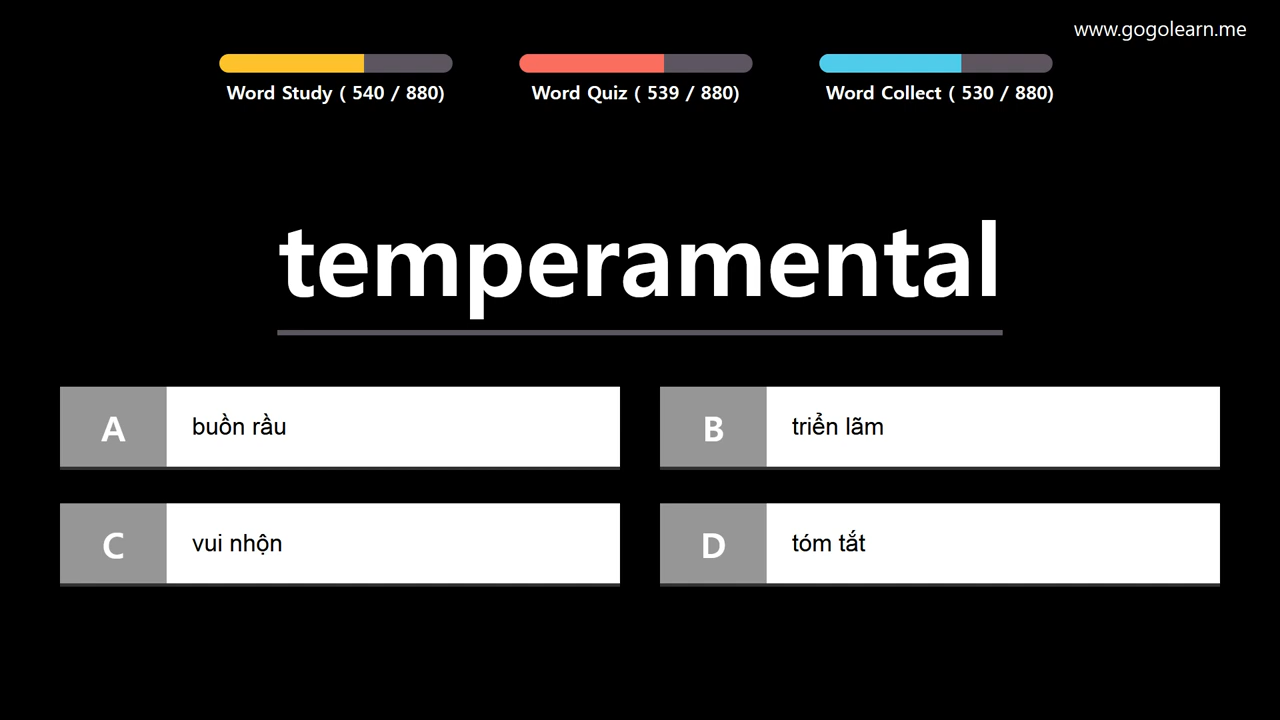 www.gogolearn.me
Word Study ( 540 / 880)
Word Quiz ( 539 / 880)
Word Collect ( 530 / 880)
temperamental
A
buồn rầu
B
triển lãm
C
vui nhộn
D
tóm tắt